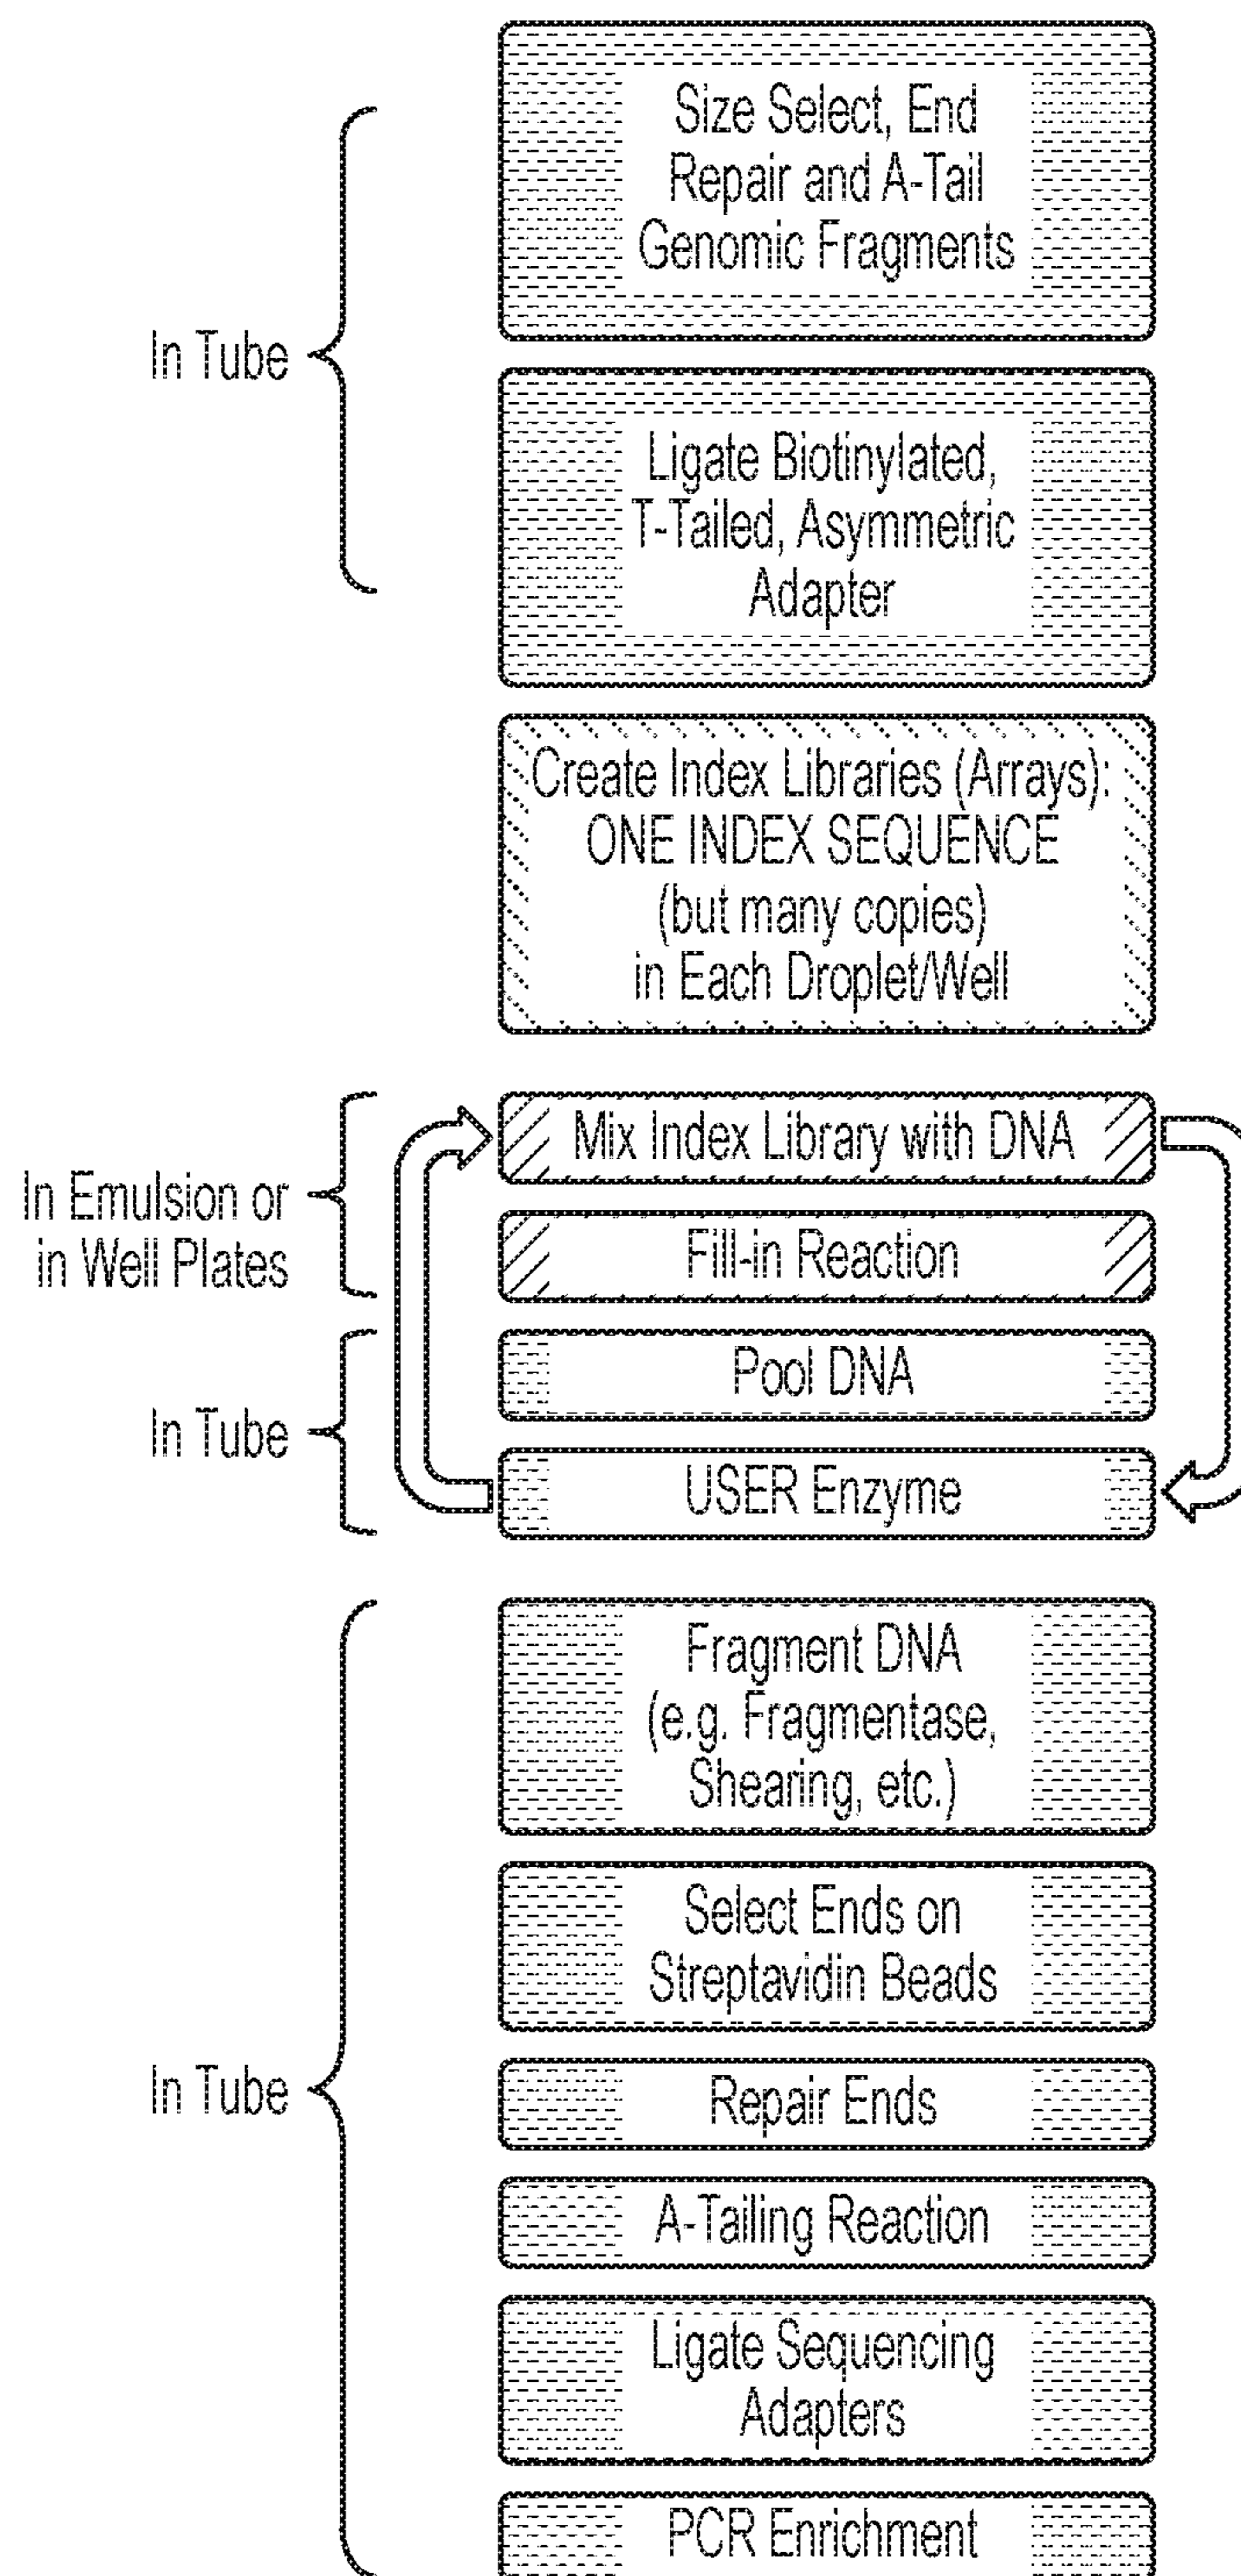 Size Select, End
Repair and A-Tail
Genomic Fragments
In Tube
Ligate Biotinylated,
T-Tailed, Asymmetric
Adapter
Create Index Libraries (Arrays):
ONE INDEX SEQUENCE
(but many copies)
in Each Droplet/Well
In Emulsion or
in Well Plates
Mix Index Library with DNA
Fill-in Reaction
In Tube
Pool DNA
USER Enzyme
In Tube
Fragment DNA
(e.g. Fragmentase,
Shearing, etc.)
Select Ends on
Streptavidin Beads
Repair Ends
A-Tailing Reaction
Ligate Sequencing
Adapters
PCR Enrichment